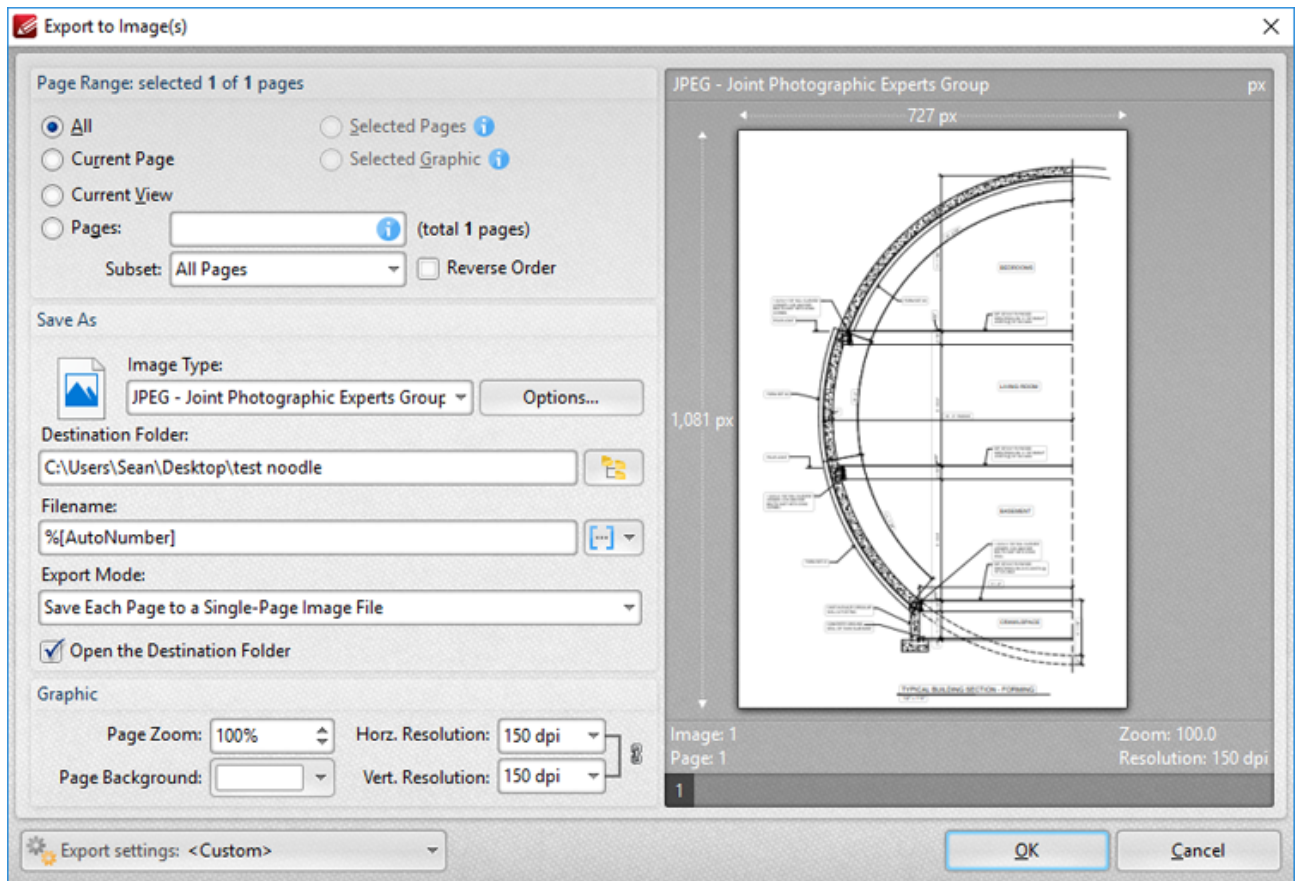 Export to Image(s)
Page Range: selected 1 of 1 pages
All
Selected Pages
Current Page
Selected Graphic
Current View
Pages:
(total 1 pages)
Subset: All Pages
Reverse Order
Save As
Image Type:
JPEG - Joint Photographic Experts Group
Options...
Destination Folder:
C:\Users\Sean\Desktop\test noodle
Filename:
%[AutoNumber]
Export Mode:
Save Each Page to a Single-Page Image File
Open the Destination Folder
Graphic
Page Zoom: 100%
Horz. Resolution: 150 dpi
Page Background:
Vert. Resolution: 150 dpi
Export settings: <Custom>
JPEG - Joint Photographic Experts Group px
727 px
1,081 px
BEDROOMS
LIVING ROOM
BASEMENT
CRAWLSPACE
TYPICAL BUILDING SECTION - FORMING
Image: 1
Zoom: 100.0
Page: 1
Resolution: 150 dpi
1
OK
Cancel